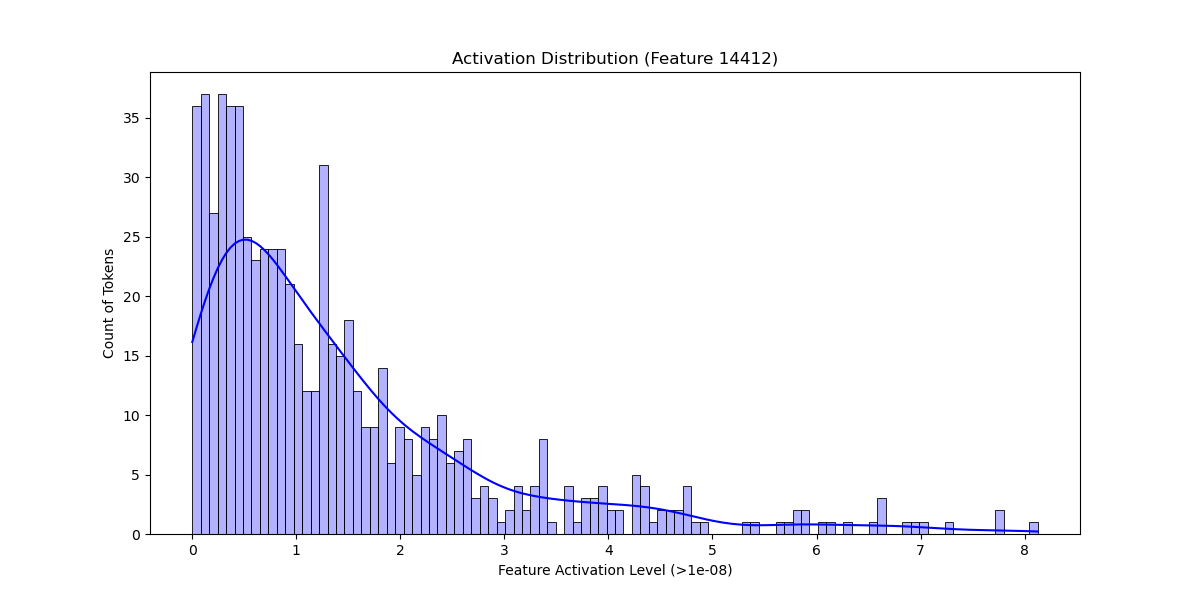 Activation Distribution (Feature 14412)
Count of Tokens
35
30
25
20
15
10
5
0
0 1 2 3 4 5 6 7 8
Feature Activation Level (>1e-08)